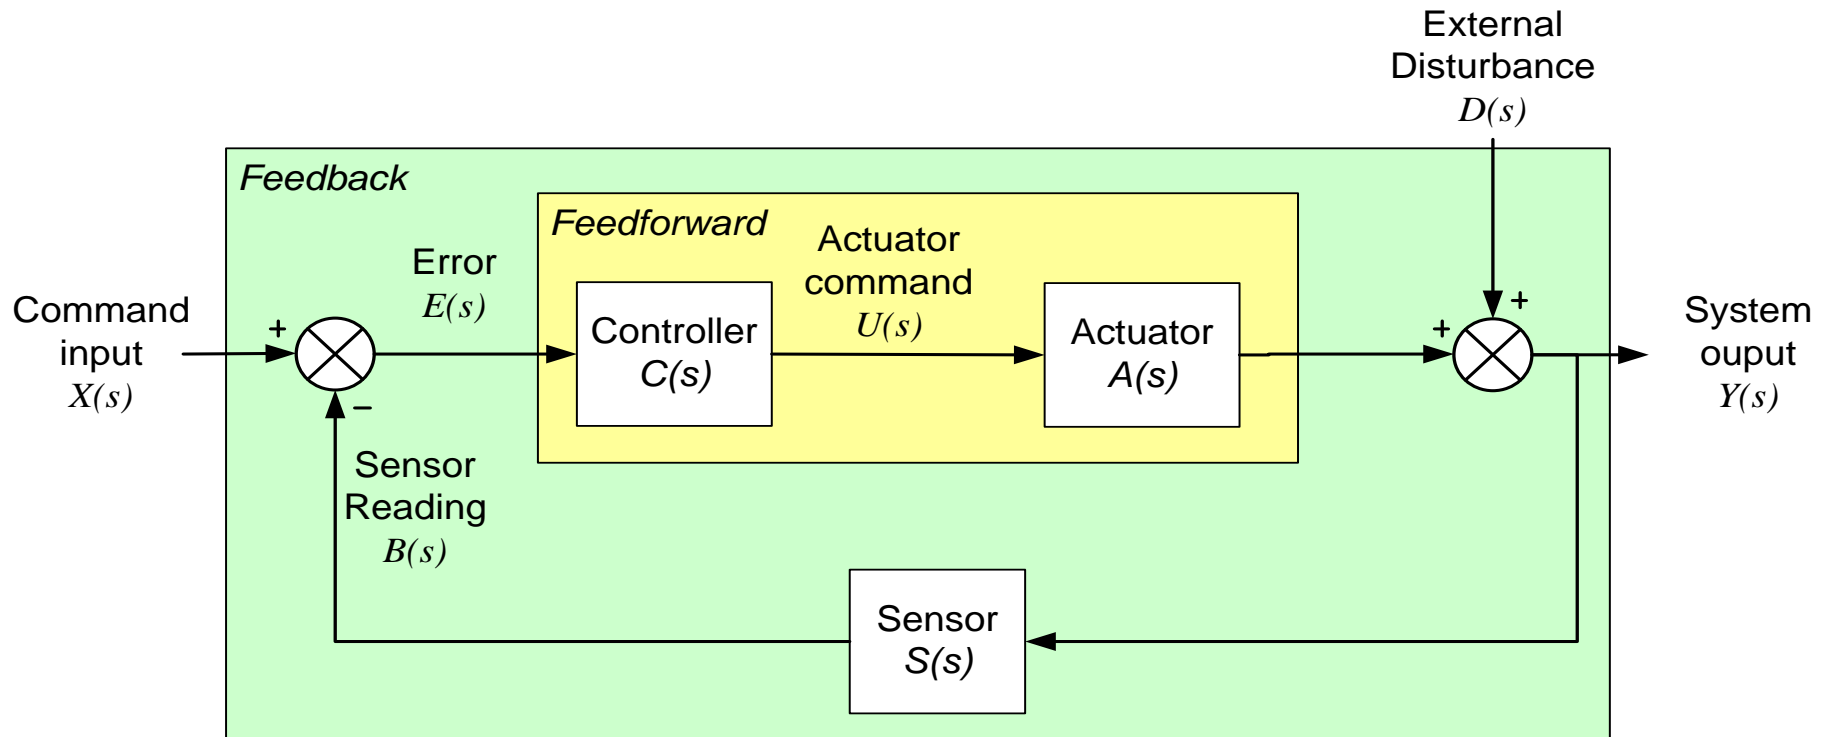 External
Disturbance
D(s)
Feedback
Feedforward
Error
E(s)
Actuator
command
U(s)
Command
input
X(s)
+
−
Controller
C(s)
Actuator
A(s)
+
+
System
ouput
Y(s)
Sensor
Reading
B(s)
Sensor
S(s)